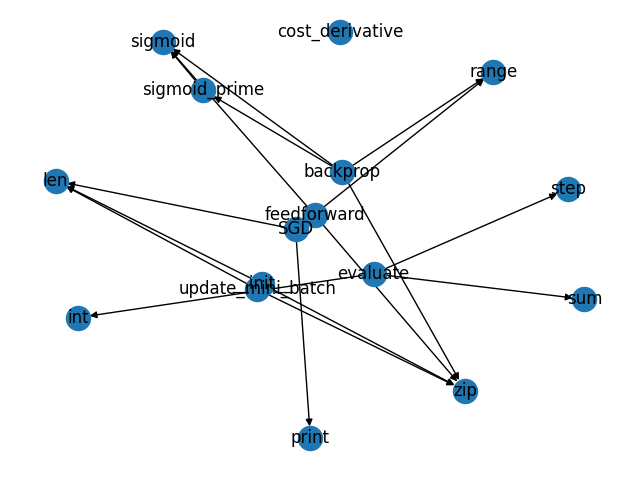 cost_derivative
sigmoid
range
sigmoid_prime
backprop
len
step
feedforward
SGD
evaluate
init
update_mini_batch
sum
int
zip
print